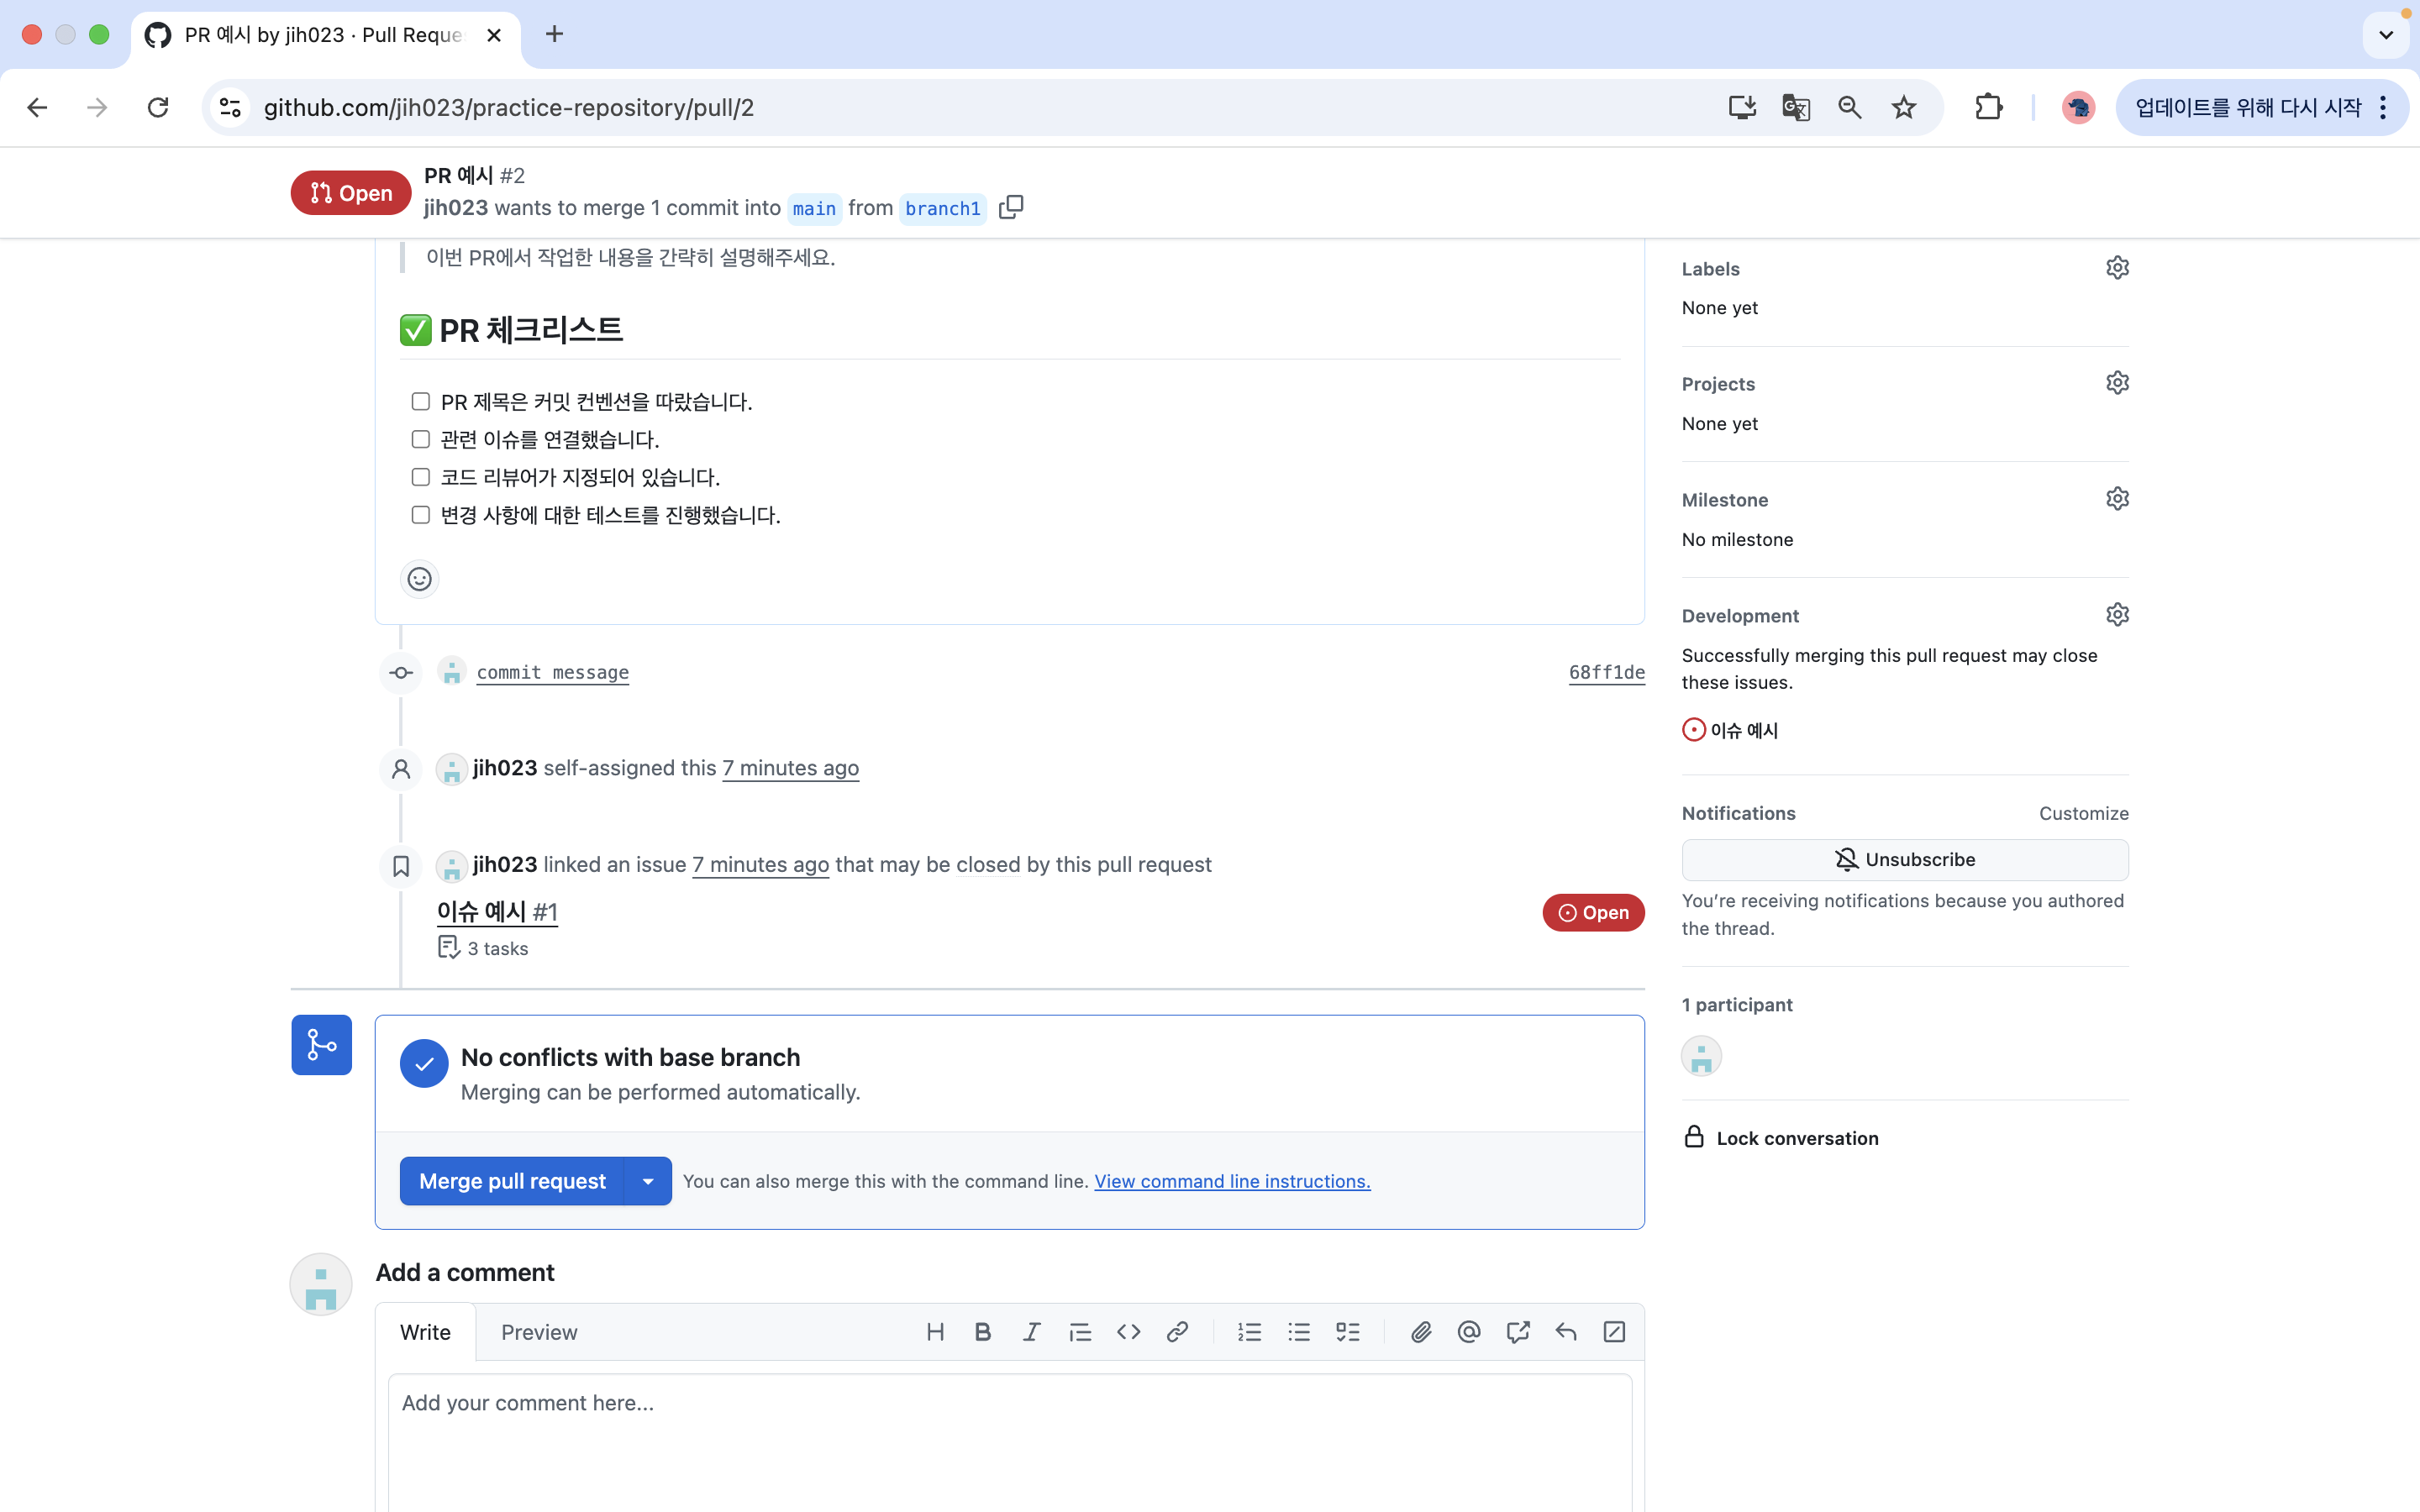 PR 예시 by jih023 · Pull Reque
github.com/jih023/practice-repository/pull/2
업데이트를 위해 다시 시작
Open
PR 예시 #2
jih023 wants to merge 1 commit into main from branch1
이번 PR에서 작업한 내용을 간략히 설명해주세요.
✅ PR 체크리스트
PR 제목은 커밋 컨벤션을 따랐습니다.
관련 이슈를 연결했습니다.
코드 리뷰어가 지정되어 있습니다.
변경 사항에 대한 테스트를 진행했습니다.
commit message 68ff1de
jih023 self-assigned this 7 minutes ago
jih023 linked an issue 7 minutes ago that may be closed by this pull request
이슈 예시 #1 Open
3 tasks
No conflicts with base branch
Merging can be performed automatically.
Merge pull request You can also merge this with the command line. View command line instructions.
Add a comment
Write Preview
Add your comment here...
Labels
None yet
Projects
None yet
Milestone
No milestone
Development
Successfully merging this pull request may close
these issues.
이슈 예시
Notifications Customize
Unsubscribe
You're receiving notifications because you authored
the thread.
1 participant
Lock conversation